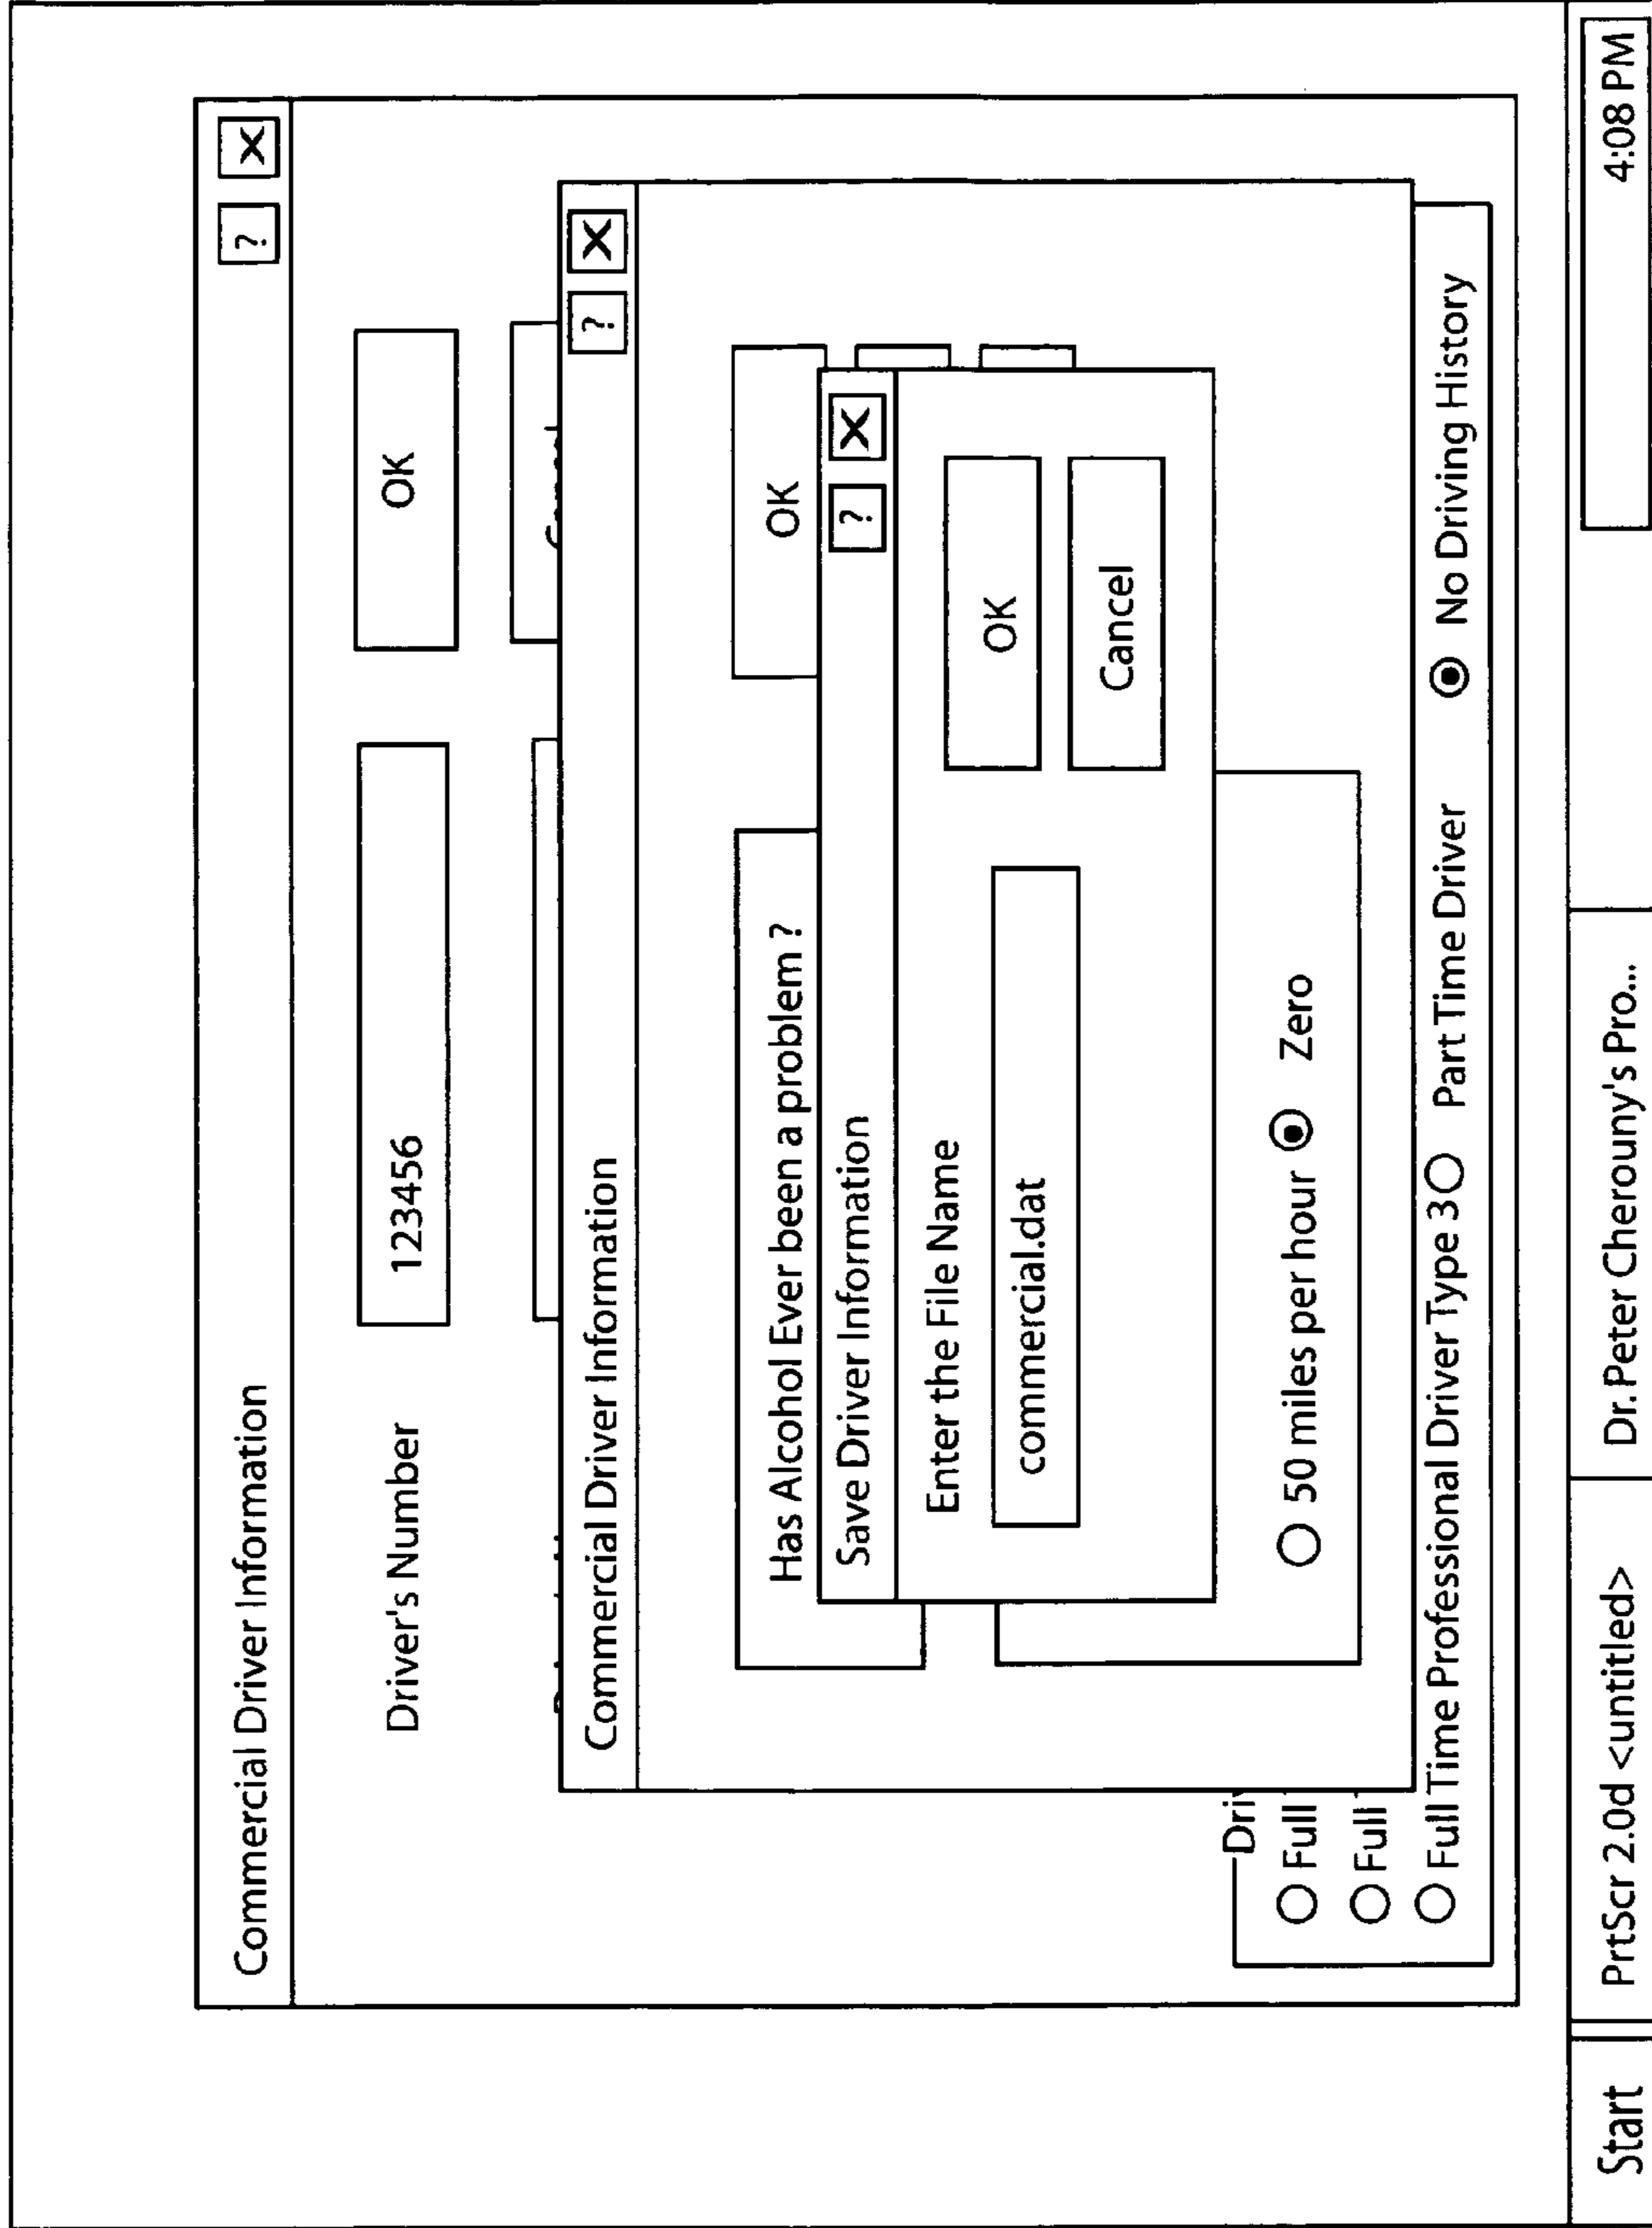 Commercial Driver Information ? X
Driver's Number 123456 OK
Commercial Driver Information ? X
Has Alcohol Ever been a problem ? OK
Save Driver Information ? X
Enter the File Name
commercial.dat
OK
Cancel
50 miles per hour Zero
Full
Full
Full Time Professional Driver Type 3 Part Time Driver No Driving History
Start PrtScr 2.0d <untitled> Dr. Peter Cherouny's Pro... 4:08 PM